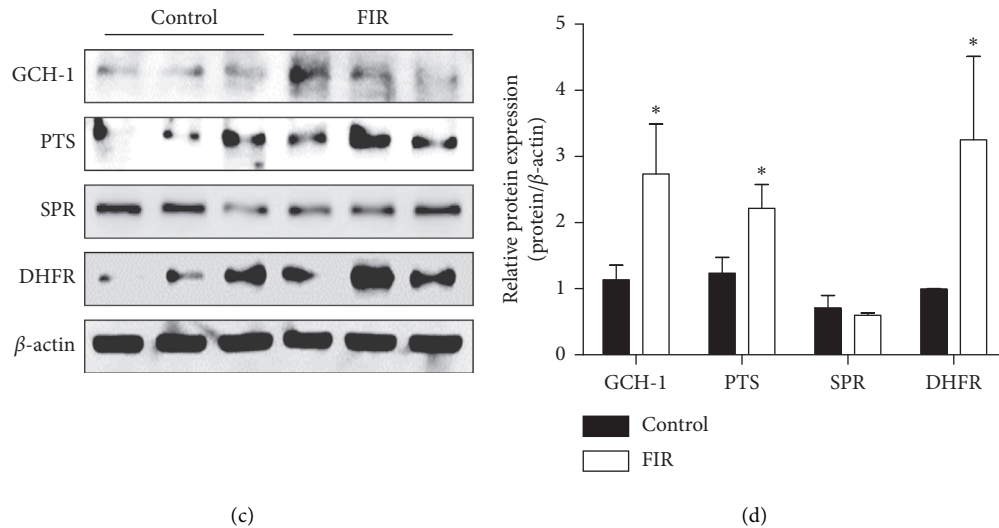 Control FIR
GCH-1
PTS
SPR
DHFR
β-actin
(c)
Relative protein expression
(protein/β-actin)
5
4
3
2
1
0
*
*
*
GCH-1 PTS SPR DHFR
Control
FIR
(d)